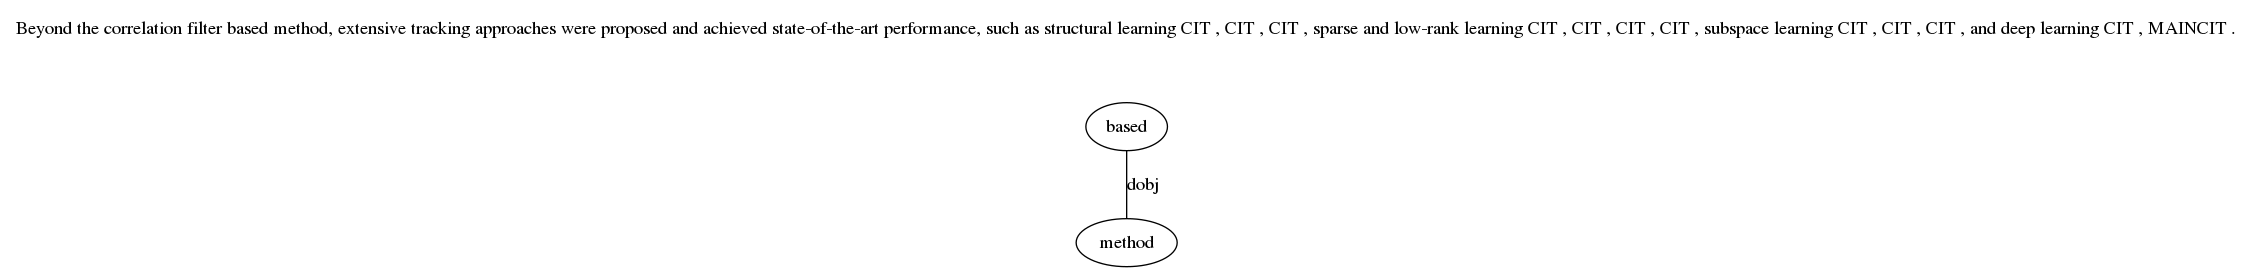 Beyond the correlation filter based method, extensive tracking approaches were proposed and achieved state-of-the-art performance, such as structural learning CIT , CIT , CIT , sparse and low-rank learning CIT , CIT , CIT , CIT , subspace learning CIT , CIT , CIT , and deep learning CIT , MAINCIT .
based
dobj
method